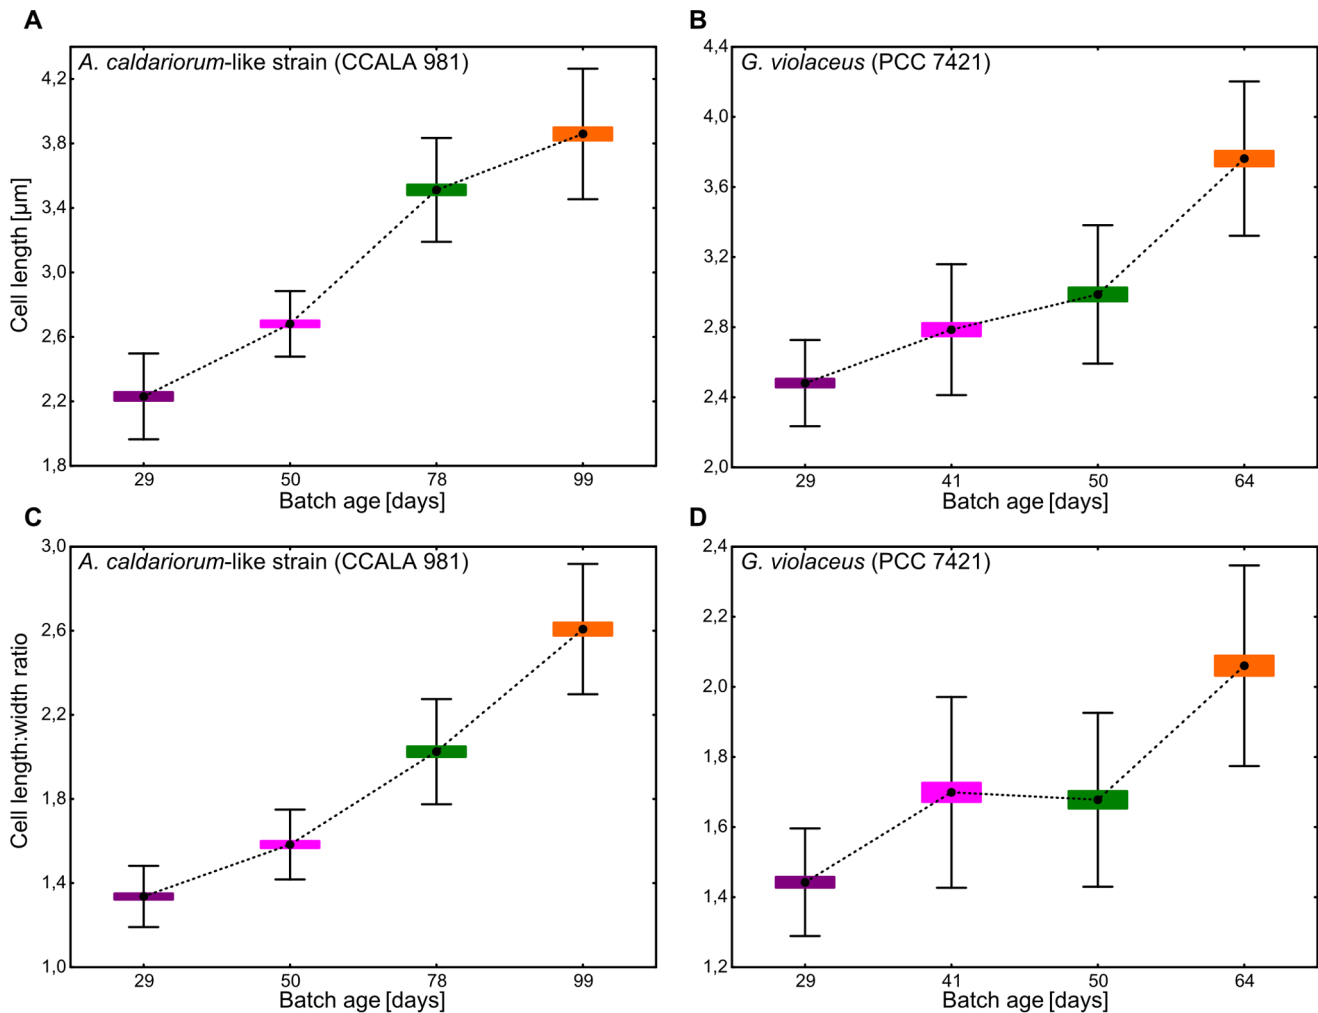 A
A. caldariorum-like strain (CCALA 981)
4,2
3,8
3,4
3,0
2,6
2,2
1,8
Cell length [µm]
29 50 78 99
Batch age [days]
B
G. violaceus (PCC 7421)
4,4
4,0
3,6
3,2
2,8
2,4
2,0
29 41 50 64
Batch age [days]
C
A. caldariorum-like strain (CCALA 981)
3,0
2,6
2,2
1,8
1,4
1,0
Cell length:width ratio
29 50 78 99
Batch age [days]
D
G. violaceus (PCC 7421)
2,4
2,2
2,0
1,8
1,6
1,4
1,2
29 41 50 64
Batch age [days]